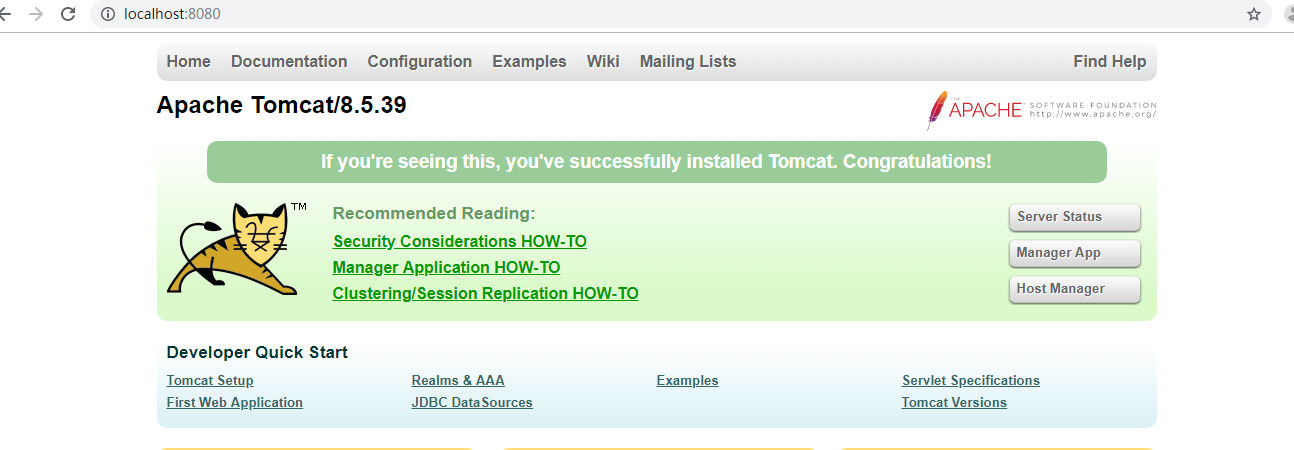 localhost:8080
Home Documentation Configuration Examples Wiki Mailing Lists Find Help
Apache Tomcat/8.5.39
THE APACHE SOFTWARE FOUNDATION
http://www.apache.org/
If you're seeing this, you've successfully installed Tomcat. Congratulations!
TM
Recommended Reading:
Security Considerations HOW-TO
Manager Application HOW-TO
Clustering/Session Replication HOW-TO
Server Status
Manager App
Host Manager
Developer Quick Start
Tomcat Setup Realms & AAA Examples Servlet Specifications
First Web Application JDBC DataSources Tomcat Versions